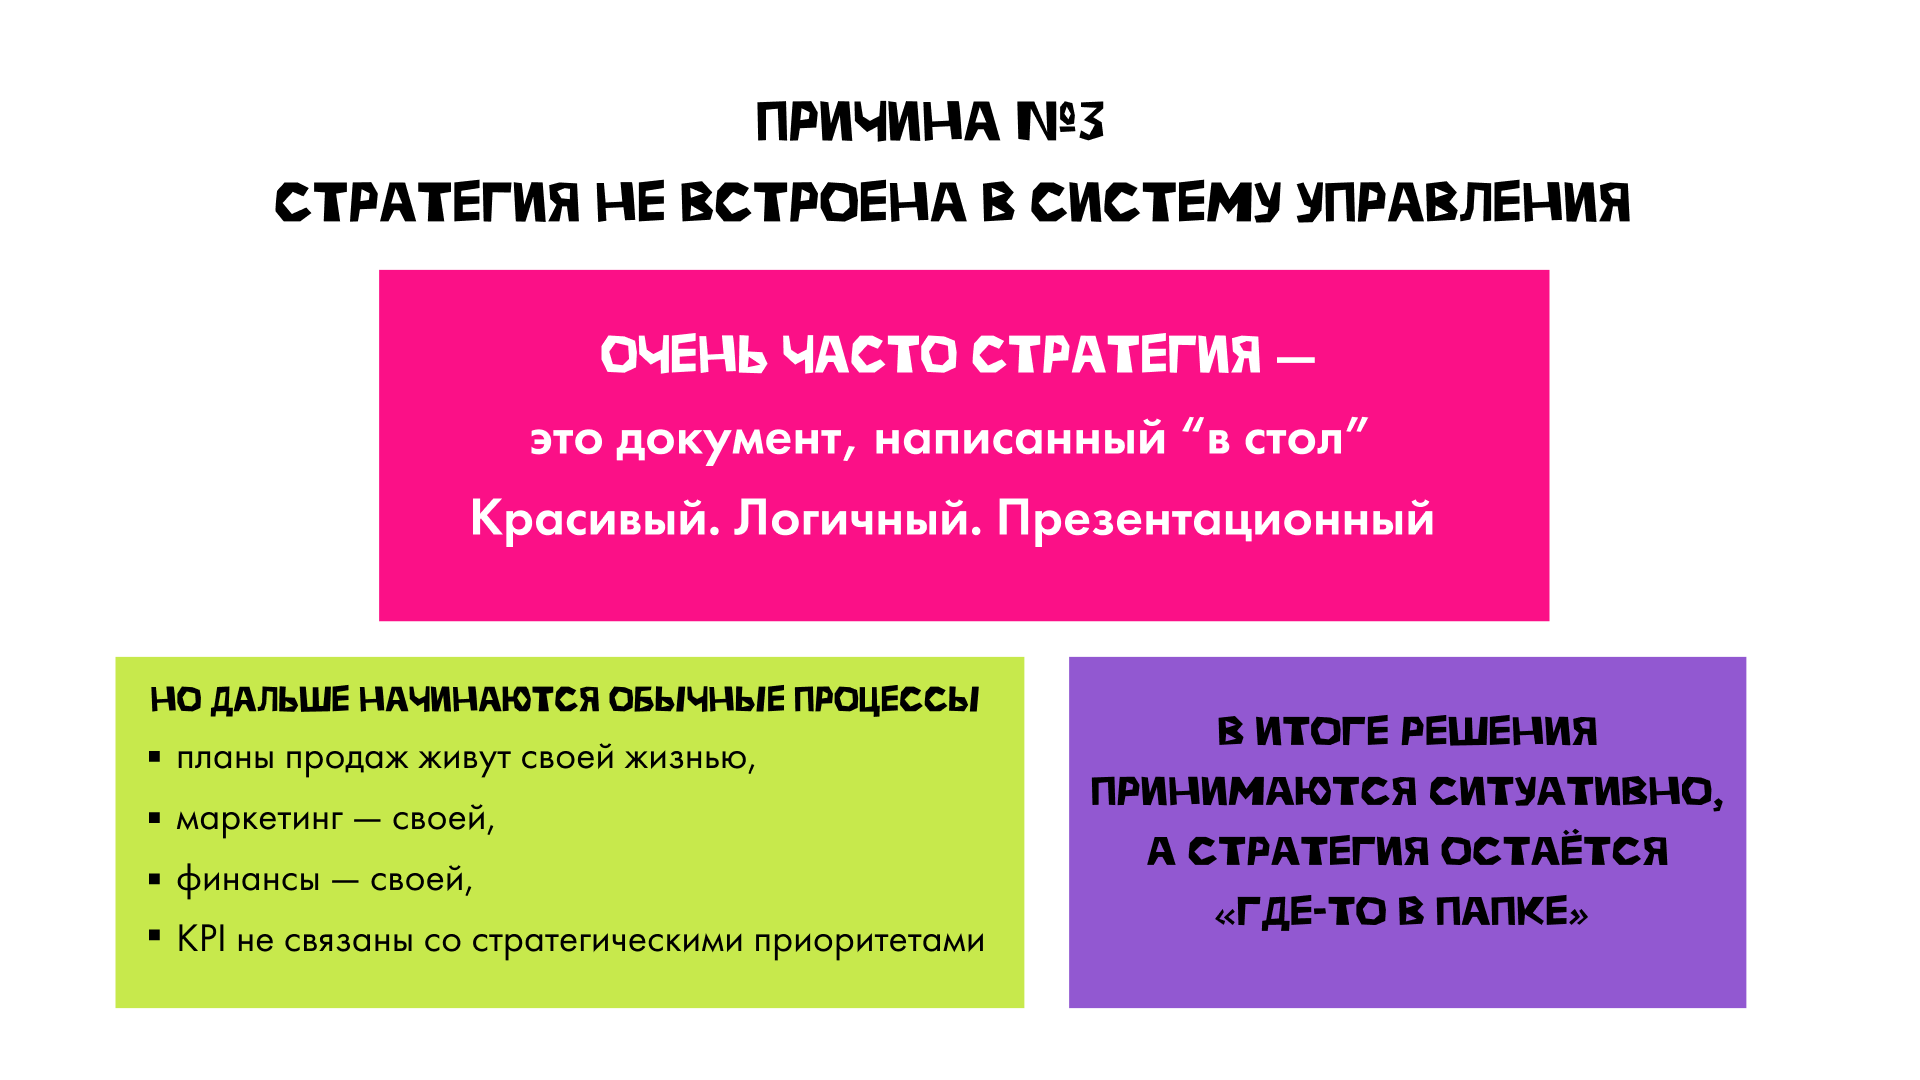 ПРИЧИНА №3
СТРАТЕГИЯ НЕ ВСТРОЕНА В СИСТЕМУ УПРАВЛЕНИЯ
ОЧЕНЬ ЧАСТО СТРАТЕГИЯ —
это документ, написанный “в стол”
Красивый. Логичный. Презентационный
НО ДАЛЬШЕ НАЧИНАЮТСЯ ОБЫЧНЫЕ ПРОЦЕССЫ
▪ планы продаж живут своей жизнью,
▪ маркетинг — своей,
▪ финансы — своей,
▪ KPI не связаны со стратегическими приоритетами
В ИТОГЕ РЕШЕНИЯ
ПРИНИМАЮТСЯ СИТУАТИВНО,
А СТРАТЕГИЯ ОСТАЁТСЯ
«ГДЕ-ТО В ПАПКЕ»